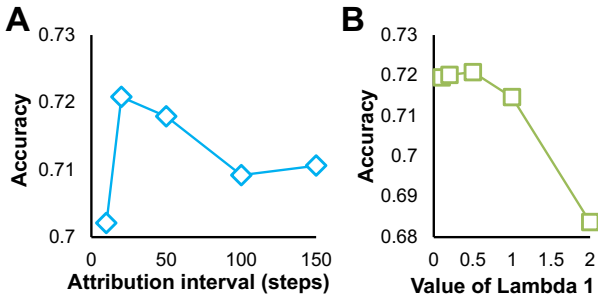 A
B
Accuracy
0.73
0.72
0.71
0.7
0 50 100 150
Attribution interval (steps)
Accuracy
0.73
0.72
0.71
0.7
0.69
0.68
0 0.5 1 1.5 2
Value of Lambda 1